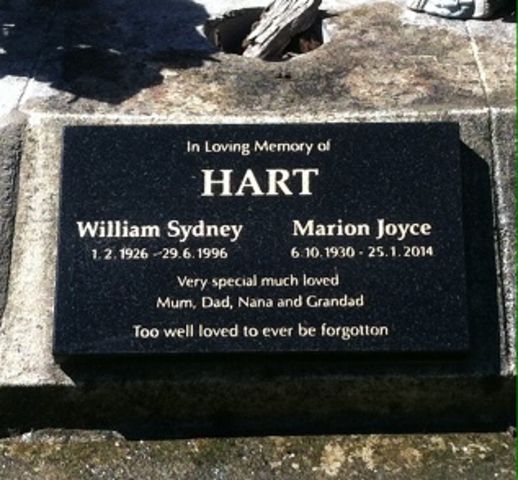 In Loving Memory of
HART
William Sydney Marion Joyce
1.2.1926 - 29.6.1996 6.10.1930 - 25.1.2014
Very special much loved
Mum, Dad, Nana and Grandad
Too well loved to ever be forgotton